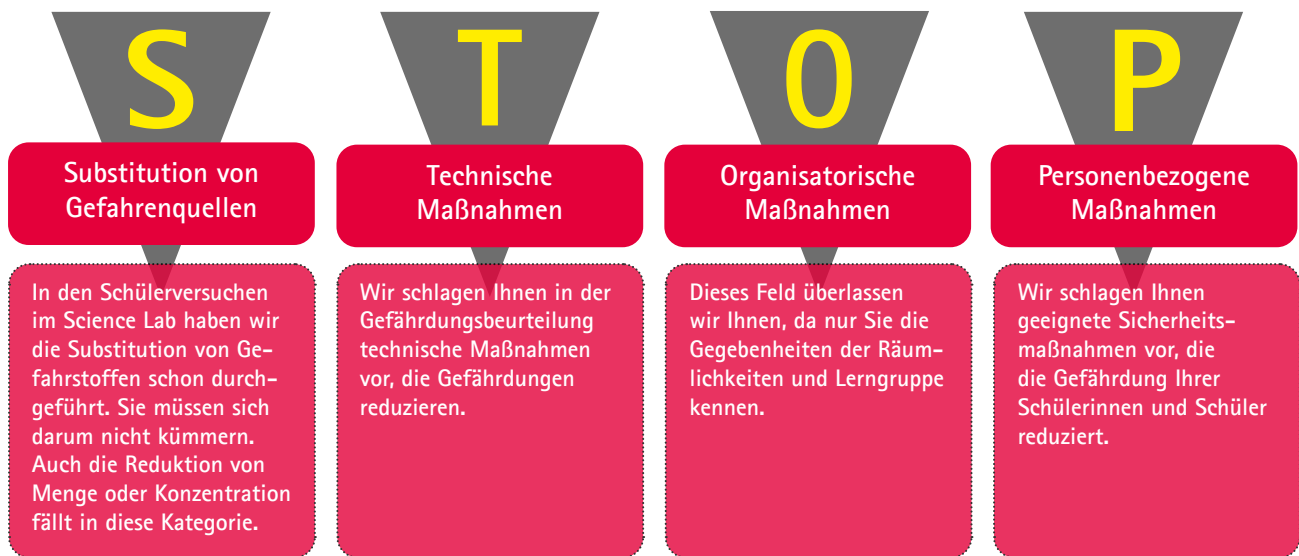 S
Substitution von
Gefahrenquellen
In den Schülerversuchen
im Science Lab haben wir
die Substitution von Ge-
fahrstoffen schon durch-
geführt. Sie müssen sich
darum nicht kümmern.
Auch die Reduktion von
Menge oder Konzentration
fällt in diese Kategorie.
T
Technische
Maßnahmen
Wir schlagen Ihnen in der
Gefährdungsbeurteilung
technische Maßnahmen
vor, die Gefährdungen
reduzieren.
O
Organisatorische
Maßnahmen
Dieses Feld überlassen
wir Ihnen, da nur Sie die
Gegebenheiten der Räum-
lichkeiten und Lerngruppe
kennen.
P
Personenbezogene
Maßnahmen
Wir schlagen Ihnen
geeignete Sicherheits-
maßnahmen vor, die
die Gefährdung Ihrer
Schülerinnen und Schüler
reduziert.